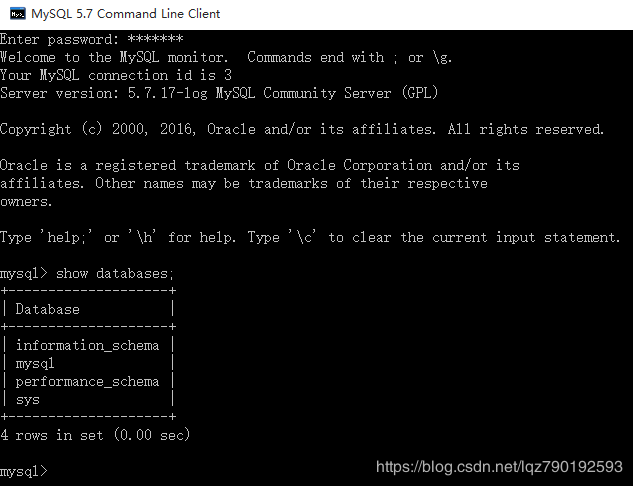 MySQL 5.7 Command Line Client
Enter password: *******
Welcome to the MySQL monitor.  Commands end with ; or \g.
Your MySQL connection id is 3
Server version: 5.7.17-log MySQL Community Server (GPL)
Copyright (c) 2000, 2016, Oracle and/or its affiliates. All rights reserved.
Oracle is a registered trademark of Oracle Corporation and/or its
affiliates. Other names may be trademarks of their respective
owners.
Type 'help;' or '\h' for help. Type '\c' to clear the current input statement.
mysql> show databases;
+--------------------+
| Database           |
+--------------------+
| information_schema |
| mysql              |
| performance_schema |
| sys                |
+--------------------+
4 rows in set (0.00 sec)
mysql>
https://blog.csdn.net/lqz790192593